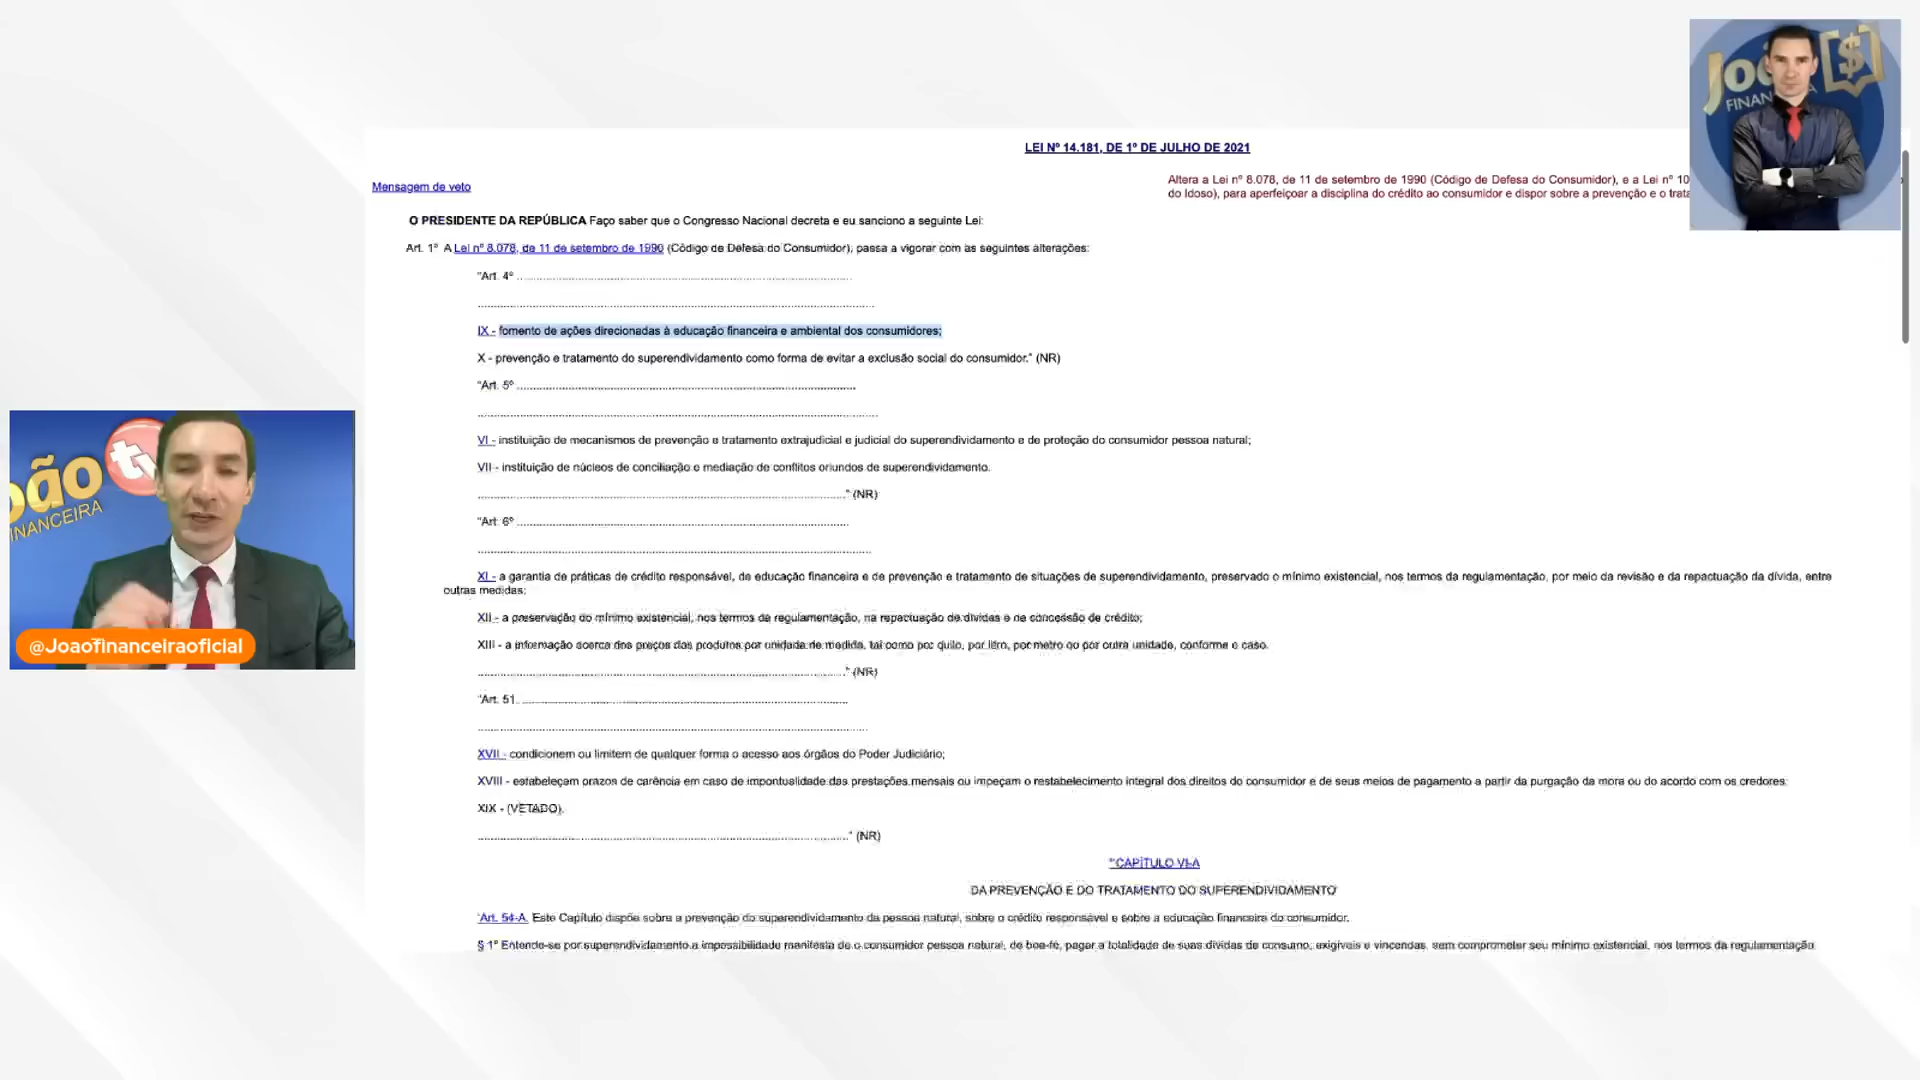 LEI Nº 14.181, DE 1º DE JULHO DE 2021
Mensagem de veto
Altera a Lei nº 8.078, de 11 de setembro de 1990 (Código de Defesa do Consumidor), e a Lei nº 10
do Idoso), para aperfeiçoar a disciplina do crédito ao consumidor e dispor sobre a prevenção e o trata
O PRESIDENTE DA REPÚBLICA Faço saber que o Congresso Nacional decreta e eu sanciono a seguinte Lei:
Art. 1º A Lei nº 8.078, de 11 de setembro de 1990 (Código de Defesa do Consumidor), passa a vigorar com as seguintes alterações:
“Art. 4º ........................................................................................................
.........................................................................................................................
IX - fomento de ações direcionadas à educação financeira e ambiental dos consumidores;
X - prevenção e tratamento do superendividamento como forma de evitar a exclusão social do consumidor.” (NR)
“Art. 5º ........................................................................................................
.........................................................................................................................
VI - instituição de mecanismos de prevenção e tratamento extrajudicial e judicial do superendividamento e de proteção do consumidor pessoa natural;
VII - instituição de núcleos de conciliação e mediação de conflitos oriundos de superendividamento.
................................................................................................................” (NR)
“Art. 6º ......................................................................................................
........................................................................................................................
XI - a garantia de práticas de crédito responsável, de educação financeira e de prevenção e tratamento de situações de superendividamento, preservado o mínimo existencial, nos termos da regulamentação, por meio da revisão e da repactuação da dívida, entre
outras medidas;
XII - a preservação do mínimo existencial, nos termos da regulamentação, na repactuação de dívidas e na concessão de crédito;
XIII - a informação acerca dos preços dos produtos por unidade de medida, tal como por quilo, por litro, por metro ou por outra unidade, conforme o caso.
................................................................................................................” (NR)
“Art. 51. ....................................................................................................
.......................................................................................................................
XVII - condicionem ou limitem de qualquer forma o acesso aos órgãos do Poder Judiciário;
XVIII - estabeleçam prazos de carência em caso de impontualidade das prestações mensais ou impeçam o restabelecimento integral dos direitos do consumidor e de seus meios de pagamento a partir da purgação da mora ou do acordo com os credores;
XIX - (VETADO).
.................................................................................................................” (NR)
“CAPÍTULO VI-A
DA PREVENÇÃO E DO TRATAMENTO DO SUPERENDIVIDAMENTO
‘Art. 54-A. Este Capítulo dispõe sobre a prevenção do superendividamento da pessoa natural, sobre o crédito responsável e sobre a educação financeira do consumidor.
§ 1º Entende-se por superendividamento a impossibilidade manifesta de o consumidor pessoa natural, de boa-fé, pagar a totalidade de suas dívidas de consumo, exigíveis e vincendas, sem comprometer seu mínimo existencial, nos termos da regulamentação
João $
FINAN A
tv
oão
INANCEIRA
@Joaofinanceiraoficial